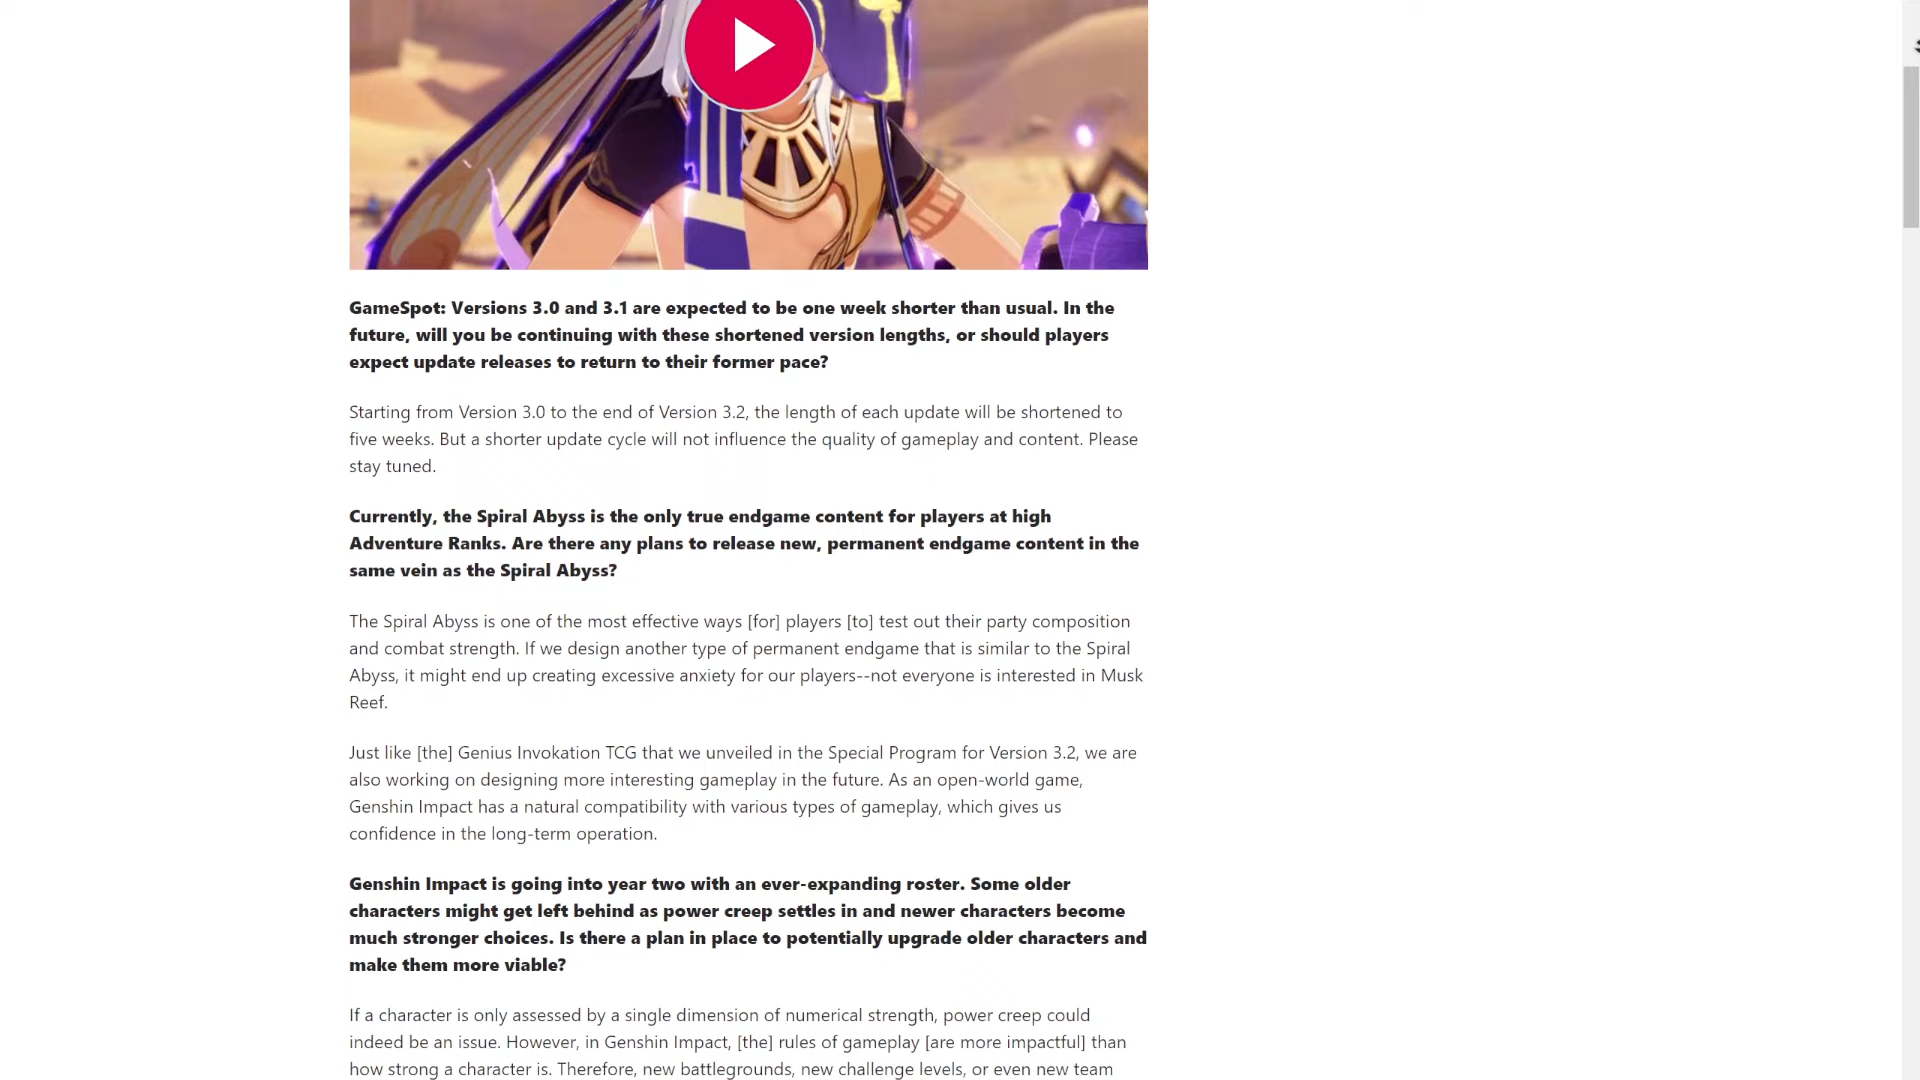 GameSpot: Versions 3.0 and 3.1 are expected to be one week shorter than usual. In the
future, will you be continuing with these shortened version lengths, or should players
expect update releases to return to their former pace?
Starting from Version 3.0 to the end of Version 3.2, the length of each update will be shortened to
five weeks. But a shorter update cycle will not influence the quality of gameplay and content. Please
stay tuned.
Currently, the Spiral Abyss is the only true endgame content for players at high
Adventure Ranks. Are there any plans to release new, permanent endgame content in the
same vein as the Spiral Abyss?
The Spiral Abyss is one of the most effective ways [for] players [to] test out their party composition
and combat strength. If we design another type of permanent endgame that is similar to the Spiral
Abyss, it might end up creating excessive anxiety for our players--not everyone is interested in Musk
Reef.
Just like [the] Genius Invokation TCG that we unveiled in the Special Program for Version 3.2, we are
also working on designing more interesting gameplay in the future. As an open-world game,
Genshin Impact has a natural compatibility with various types of gameplay, which gives us
confidence in the long-term operation.
Genshin Impact is going into year two with an ever-expanding roster. Some older
characters might get left behind as power creep settles in and newer characters become
much stronger choices. Is there a plan in place to potentially upgrade older characters and
make them more viable?
If a character is only assessed by a single dimension of numerical strength, power creep could
indeed be an issue. However, in Genshin Impact, [the] rules of gameplay [are more impactful] than
how strong a character is. Therefore, new battlegrounds, new challenge levels, or even new team